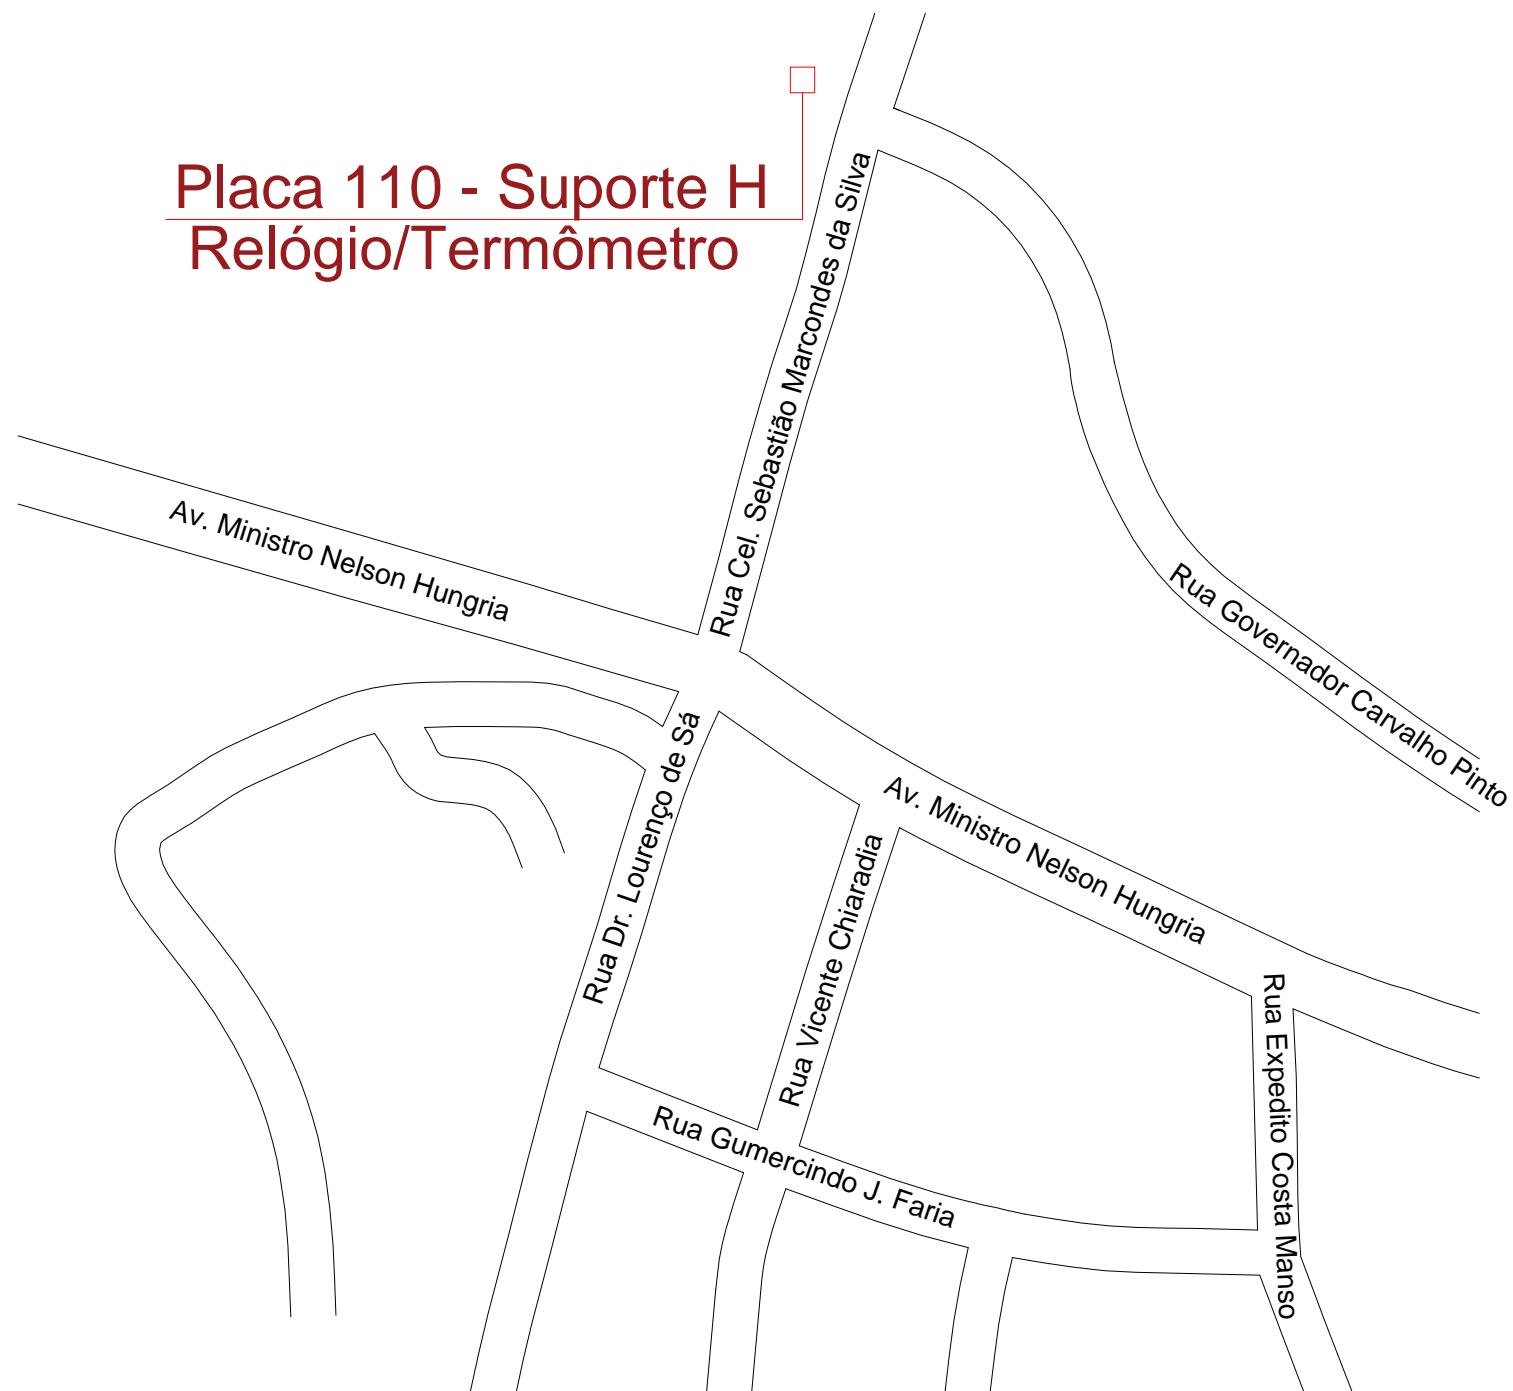 Placa 110 - Suporte H
Relógio/Termômetro
Rua Cel. Sebastião Marcondes da Silva
Av. Ministro Nelson Hungria
Rua Governador Carvalho Pinto
Rua Dr. Lourenço de Sá
Av. Ministro Nelson Hungria
Rua Vicente Chiaradia
Rua Expedito Costa Manso
Rua Gumercindo J. Faria